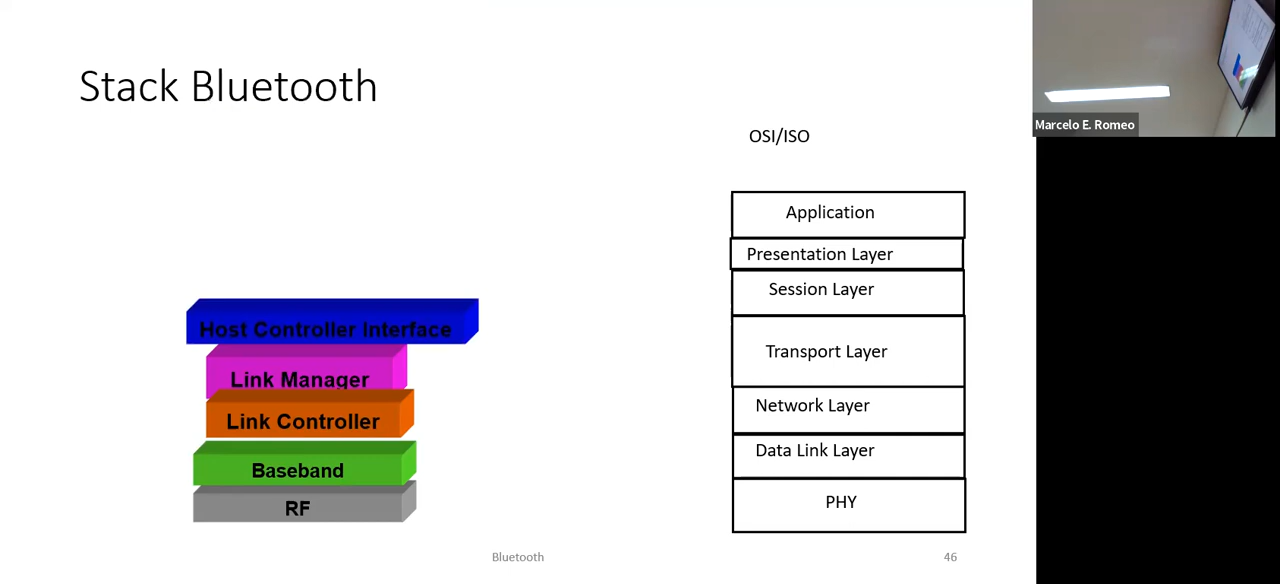 Stack Bluetooth
Marcelo E. Romeo
OSI/ISO
Application
Presentation Layer
Session Layer
Transport Layer
Network Layer
Data Link Layer
PHY
Host Controller Interface
Link Manager
Link Controller
Baseband
RF
Bluetooth
46